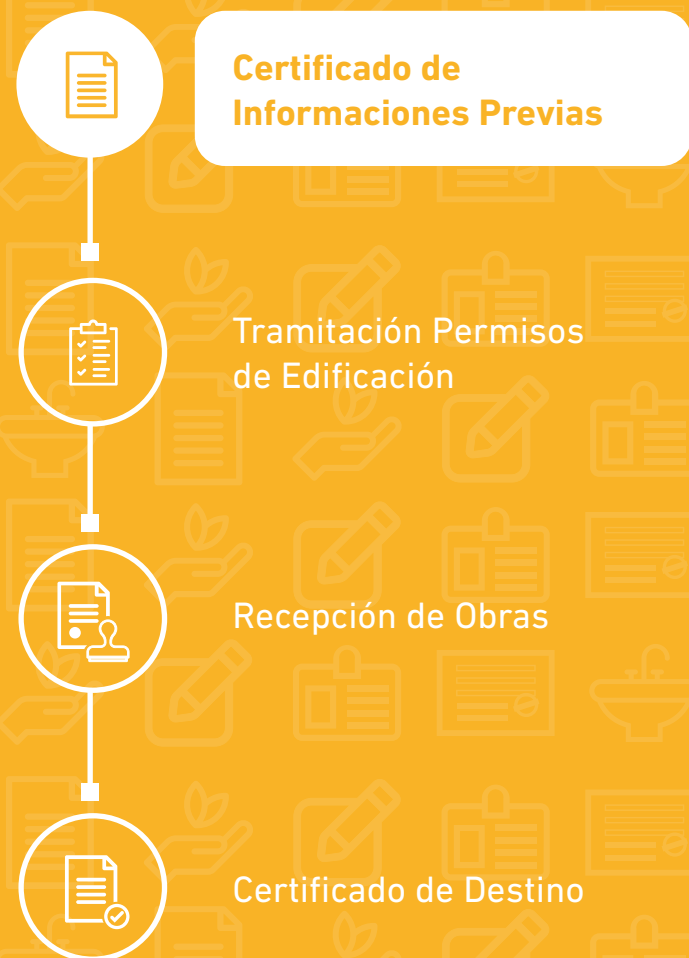 Certificado de
Informaciones Previas
Tramitación Permisos
de Edificación
Recepción de Obras
Certificado de Destino